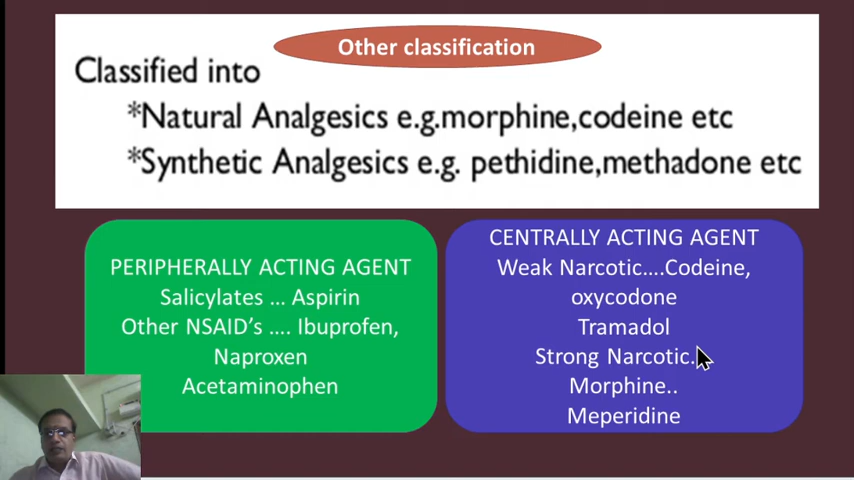 Other classification
Classified into
*Natural Analgesics e.g.morphine,codeine etc
*Synthetic Analgesics e.g. pethidine,methadone etc
PERIPHERALLY ACTING AGENT
Salicylates ... Aspirin
Other NSAID's .... Ibuprofen,
Naproxen
Acetaminophen
CENTRALLY ACTING AGENT
Weak Narcotic....Codeine,
oxycodone
Tramadol
Strong Narcotic..
Morphine..
Meperidine